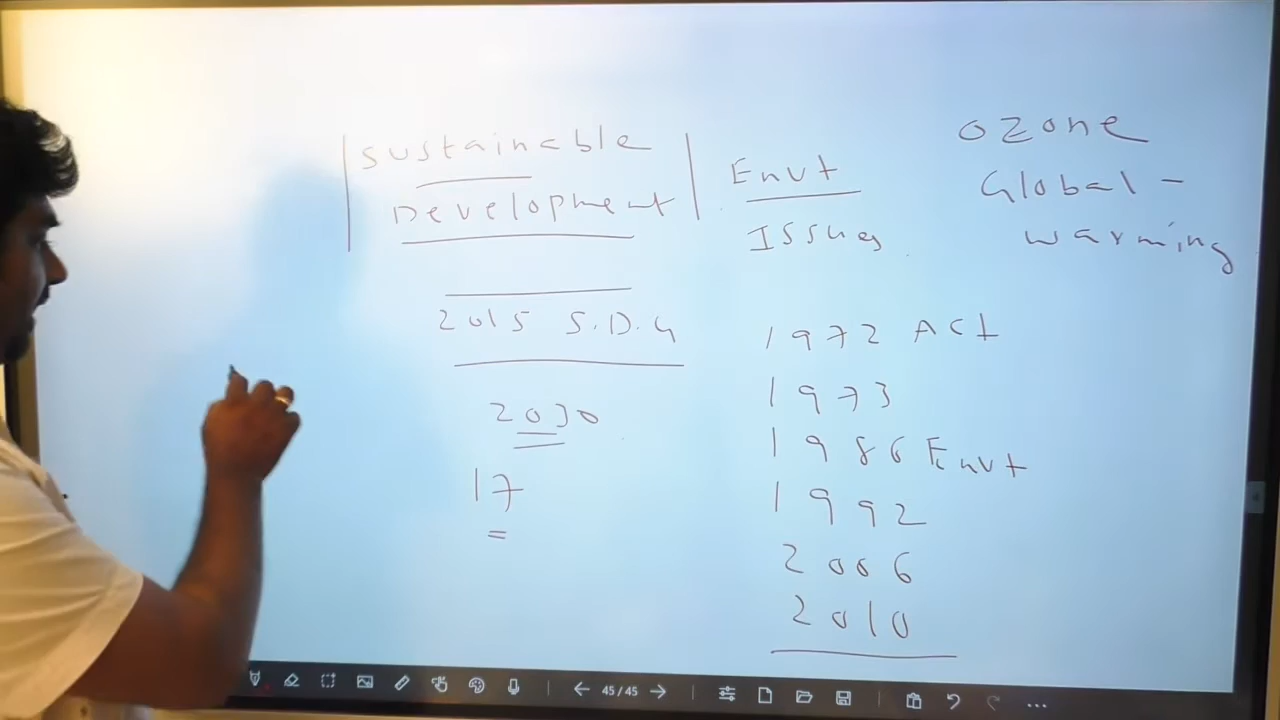 Sustainable
Development
2015 S.D.G
2030
17
=
Envt
Issues
1972 Act
1973
1986 Envt
1992
2006
2010
Ozone
Global -
warming
45/45